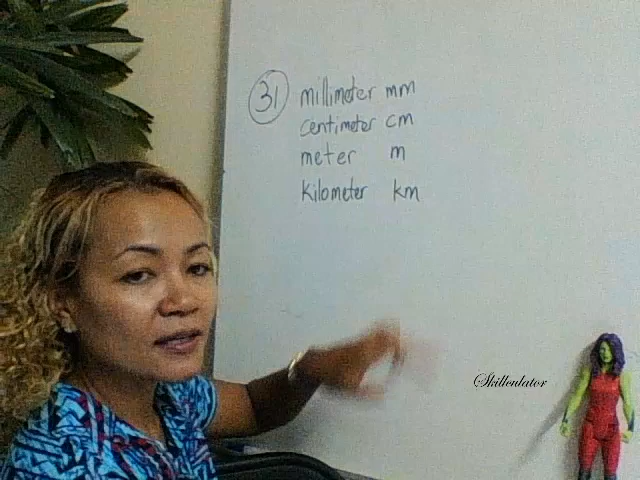 31 millimeter mm
centimeter cm
meter m
kilometer km
Skillculator